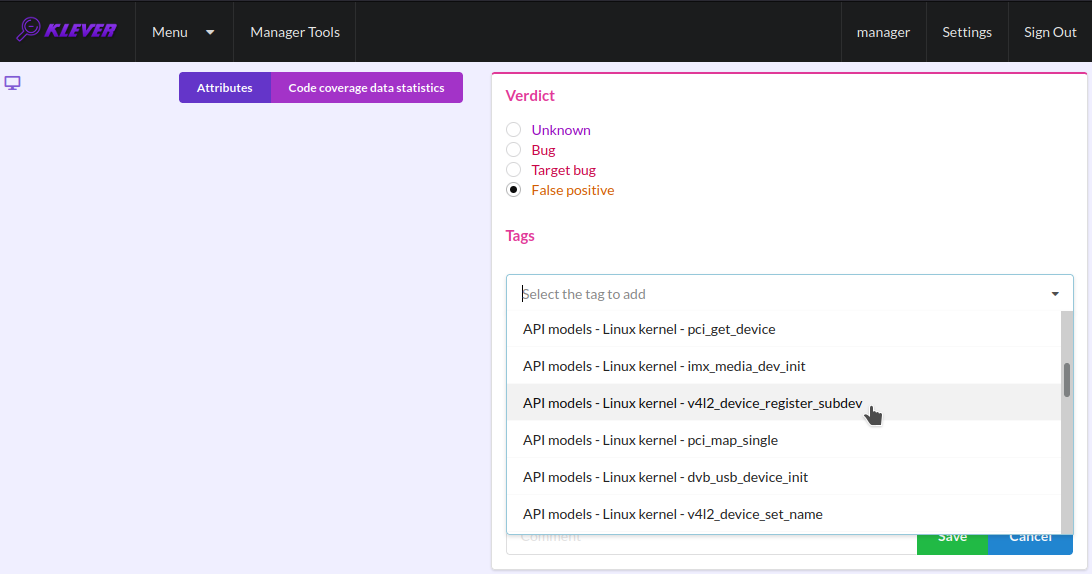 KLEVER
Menu
Manager Tools
manager
Settings
Sign Out
Attributes
Code coverage data statistics
Verdict
Unknown
Bug
Target bug
False positive
Tags
Select the tag to add
API models - Linux kernel - pci_get_device
API models - Linux kernel - imx_media_dev_init
API models - Linux kernel - v4l2_device_register_subdev
API models - Linux kernel - pci_map_single
API models - Linux kernel - dvb_usb_device_init
API models - Linux kernel - v4l2_device_set_name
Comment
Save
Cancel